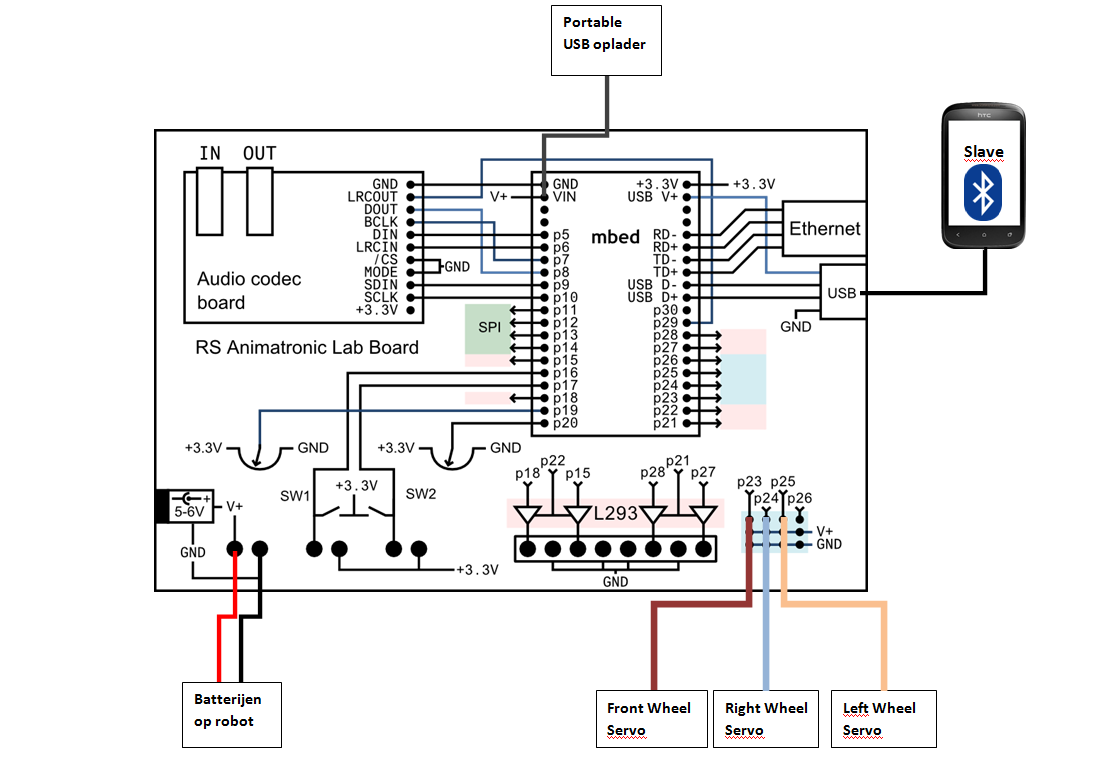 Portable
USB oplader
htc
Slave
IN OUT
GND
LRCOUT
DOUT
BCLK
DIN
LRCIN
/CS
MODE
SDIN
SCLK
+3.3V
GND
Audio codec
board
RS Animatronic Lab Board
V+
mbed
GND
VIN
p5
p6
p7
p8
p9
p10
p11
p12
p13
p14
p15
p16
p17
p18
p19
p20
+3.3V
USB V+
RD-
RD+
TD-
TD+
USB D-
USB D+
p30
p29
p28
p27
p26
p25
p24
p23
p22
p21
+3.3V
Ethernet
USB
GND
SPI
+3.3V
GND
+3.3V
GND
SW1
+3.3V
SW2
+3.3V
5-6V
+
V+
GND
p18
p22
p15
p28
p21
p27
L293
GND
p23
p24
p25
p26
V+
GND
Batterijen
op robot
Front Wheel
Servo
Right Wheel
Servo
Left Wheel
Servo